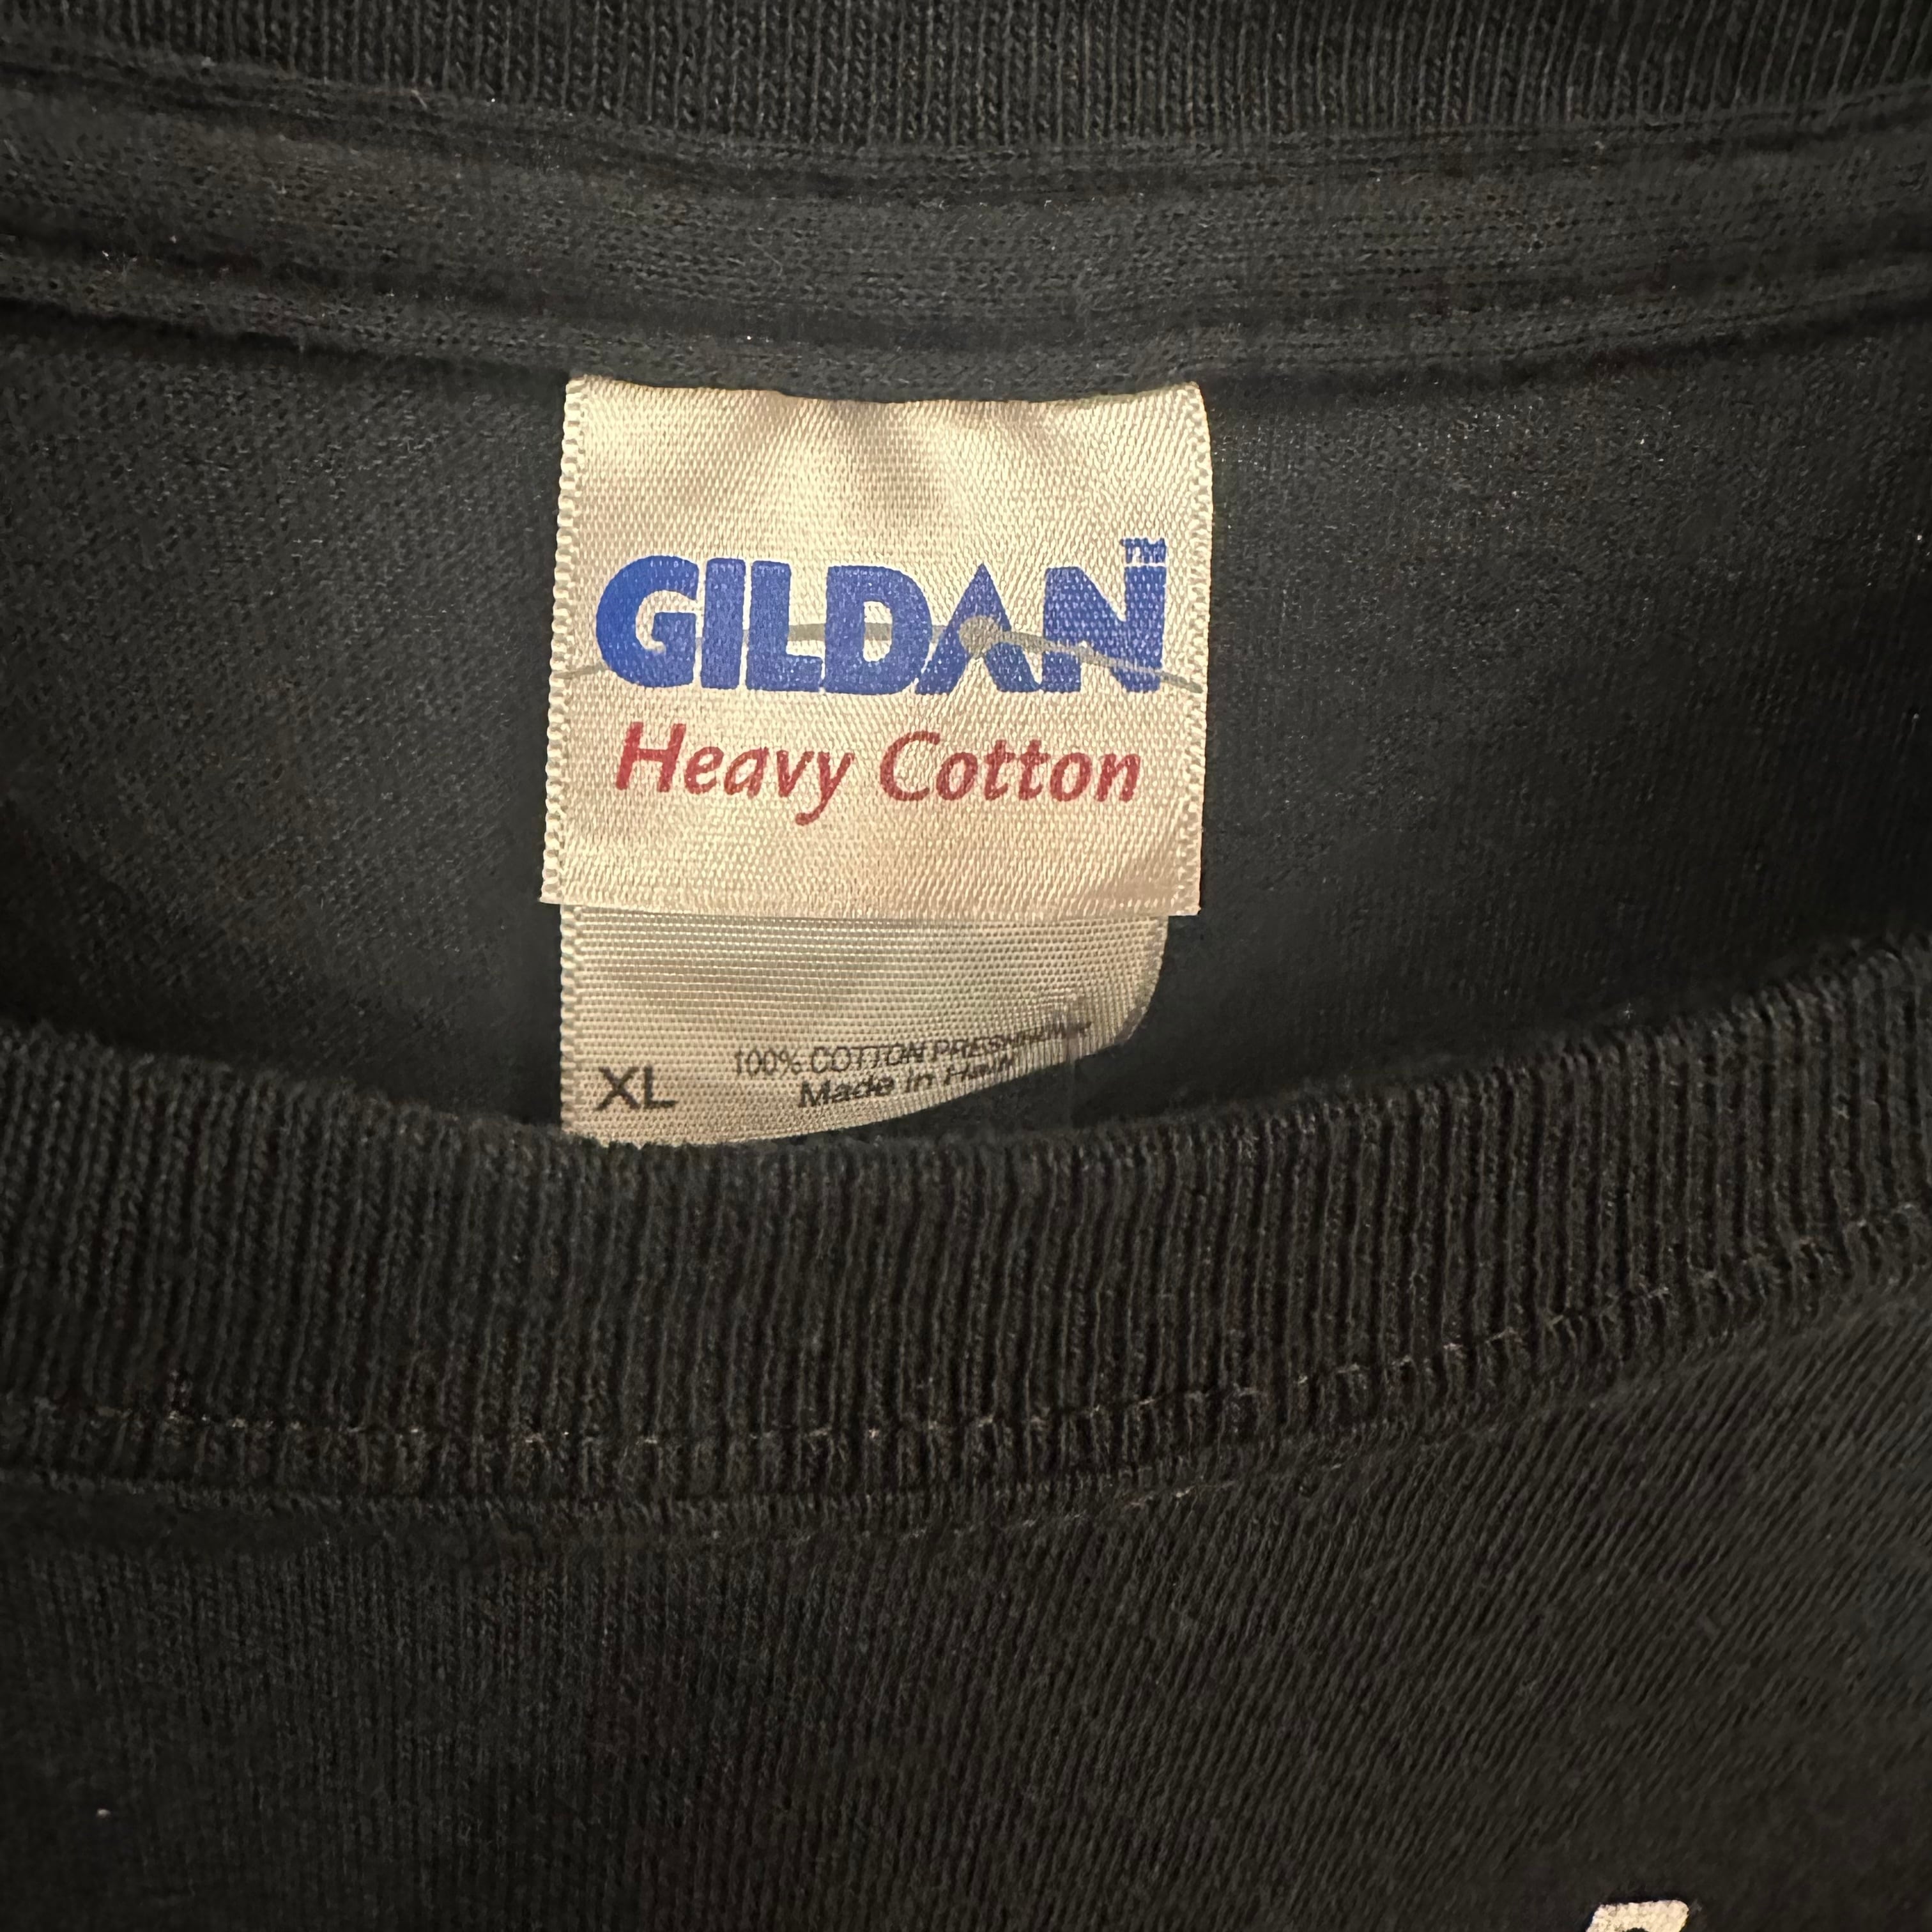 GILDAN™
Heavy Cotton
XL
100% COTTON PRESHRUNK
Made in Haiti